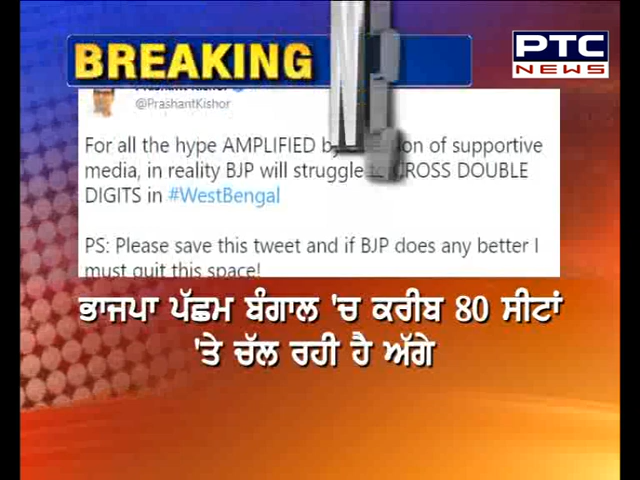 BREAKING
PTC
NEWS
Prashant Kishor
@PrashantKishor
For all the hype AMPLIFIED of supportive
media, in reality BJP will struggle CROSS DOUBLE
DIGITS in #WestBengal
PS: Please save this tweet and if BJP does any better I
must quit this space!
ਭਾਜਪਾ ਪੱਛਮ ਬੰਗਾਲ 'ਚ ਕਰੀਬ 80 ਸੀਟਾਂ
'ਤੇ ਚੱਲ ਰਹੀ ਹੈ ਅੱਗੇ